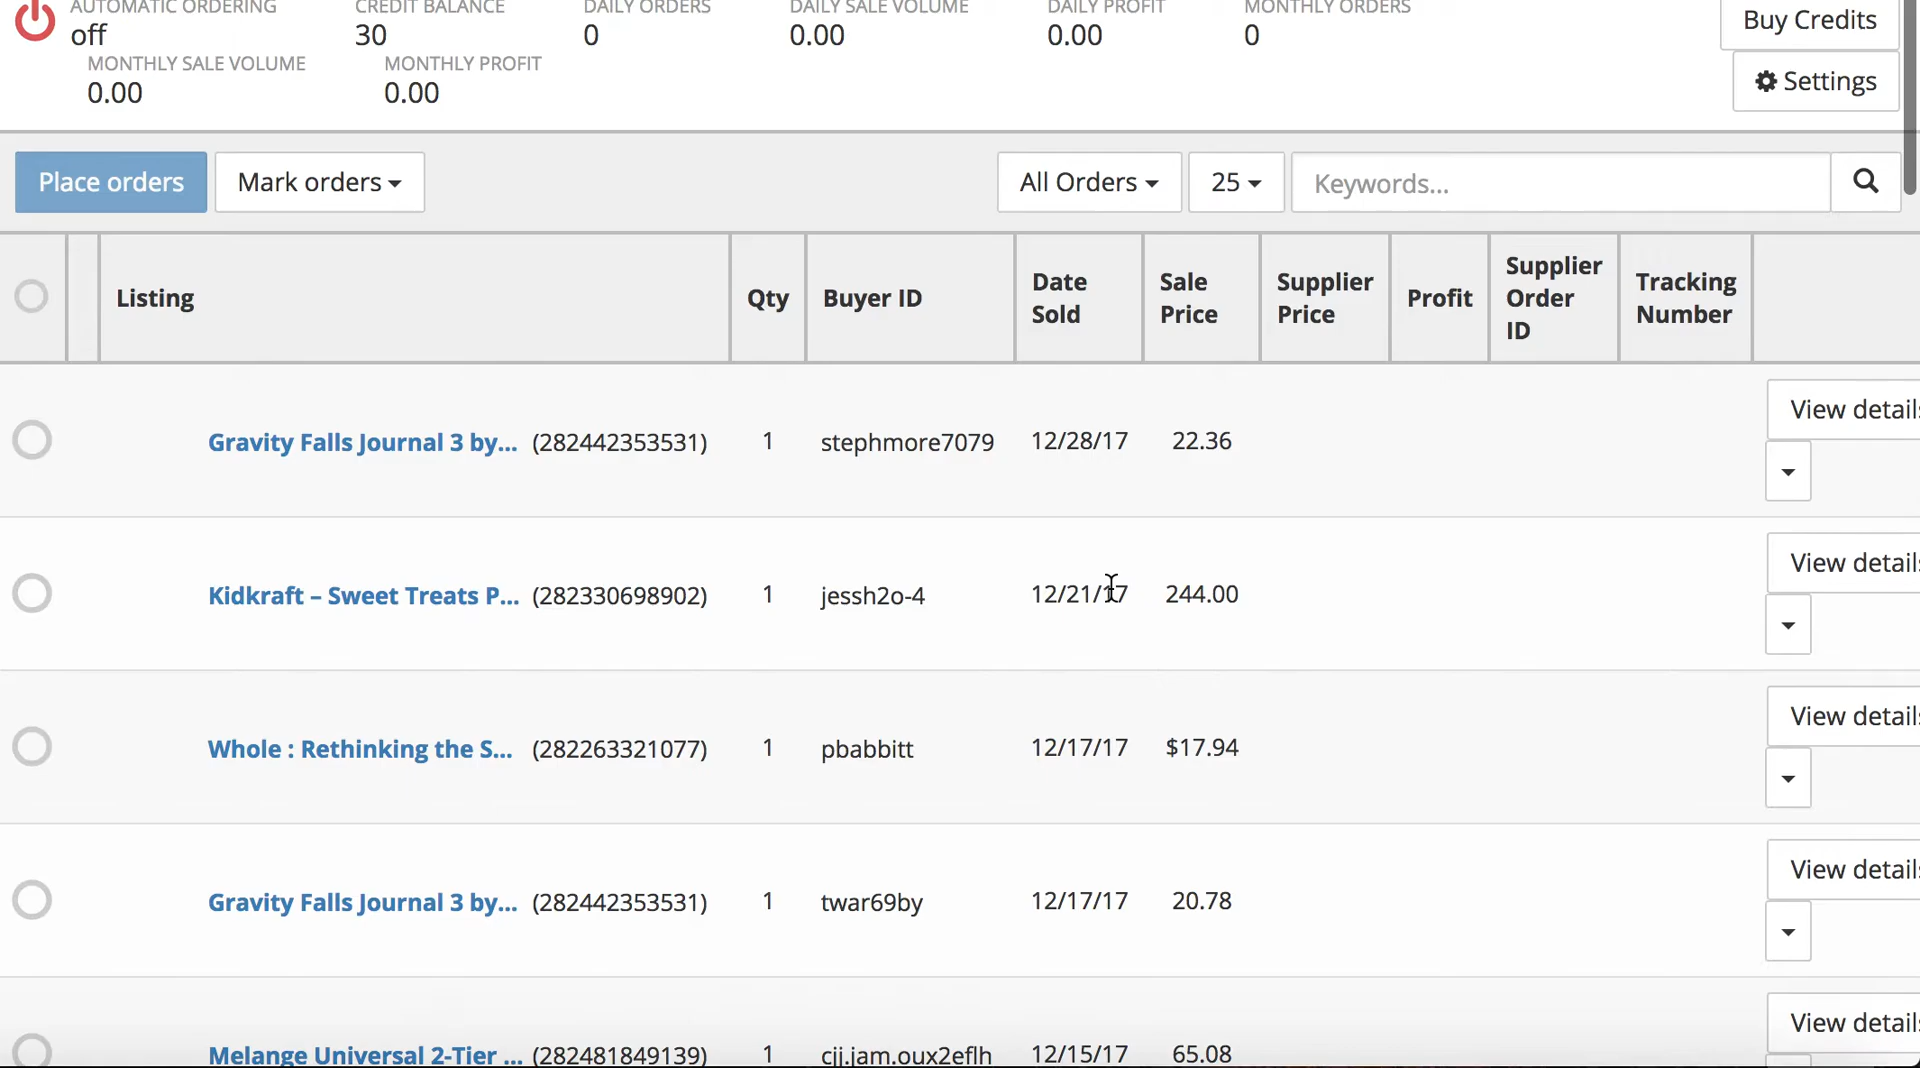 AUTOMATIC ORDERING CREDIT BALANCE DAILY ORDERS DAILY SALE VOLUME DAILY PROFIT MONTHLY ORDERS
off 30 0 0.00 0.00 0 Buy Credits
MONTHLY SALE VOLUME MONTHLY PROFIT
0.00 0.00 Settings
Place orders Mark orders All Orders 25 Keywords...
Listing Qty Buyer ID Date Sold Sale Price Supplier Price Profit Supplier Order ID Tracking Number
Gravity Falls Journal 3 by... (282442353531) 1 stephmore7079 12/28/17 22.36 View details
Kidkraft – Sweet Treats P... (282330698902) 1 jessh2o-4 12/21/17 244.00 View details
Whole : Rethinking the S... (282263321077) 1 pbabbitt 12/17/17 $17.94 View details
Gravity Falls Journal 3 by... (282442353531) 1 twar69by 12/17/17 20.78 View details
Melange Universal 2-Tier ... (282481849139) 1 cjj.jam.oux2eflh 12/15/17 65.08 View details